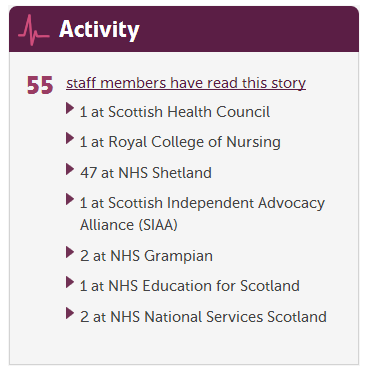 Activity
55 staff members have read this story
1 at Scottish Health Council
1 at Royal College of Nursing
47 at NHS Shetland
1 at Scottish Independent Advocacy
Alliance (SIAA)
2 at NHS Grampian
1 at NHS Education for Scotland
2 at NHS National Services Scotland